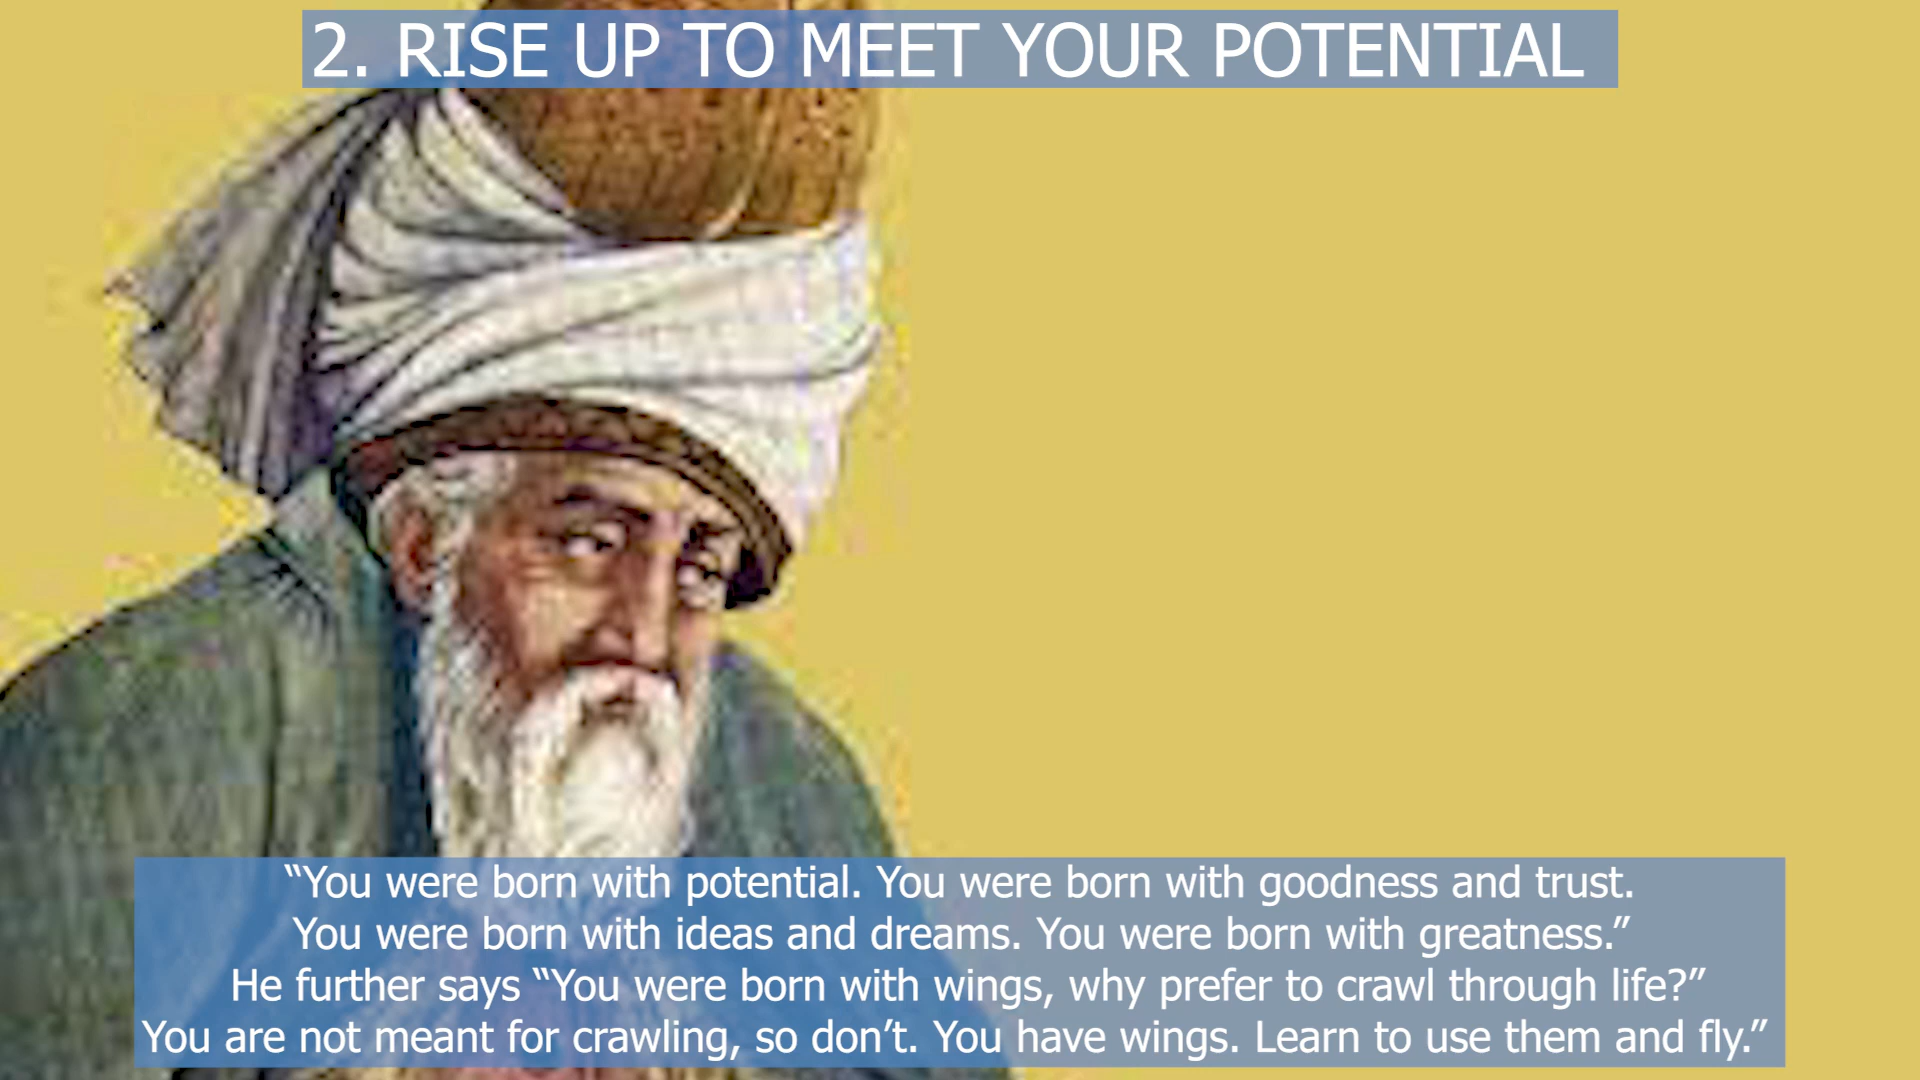 2. RISE UP TO MEET YOUR POTENTIAL
“You were born with potential. You were born with goodness and trust.
You were born with ideas and dreams. You were born with greatness.”
He further says “You were born with wings, why prefer to crawl through life?”
You are not meant for crawling, so don’t. You have wings. Learn to use them and fly.”